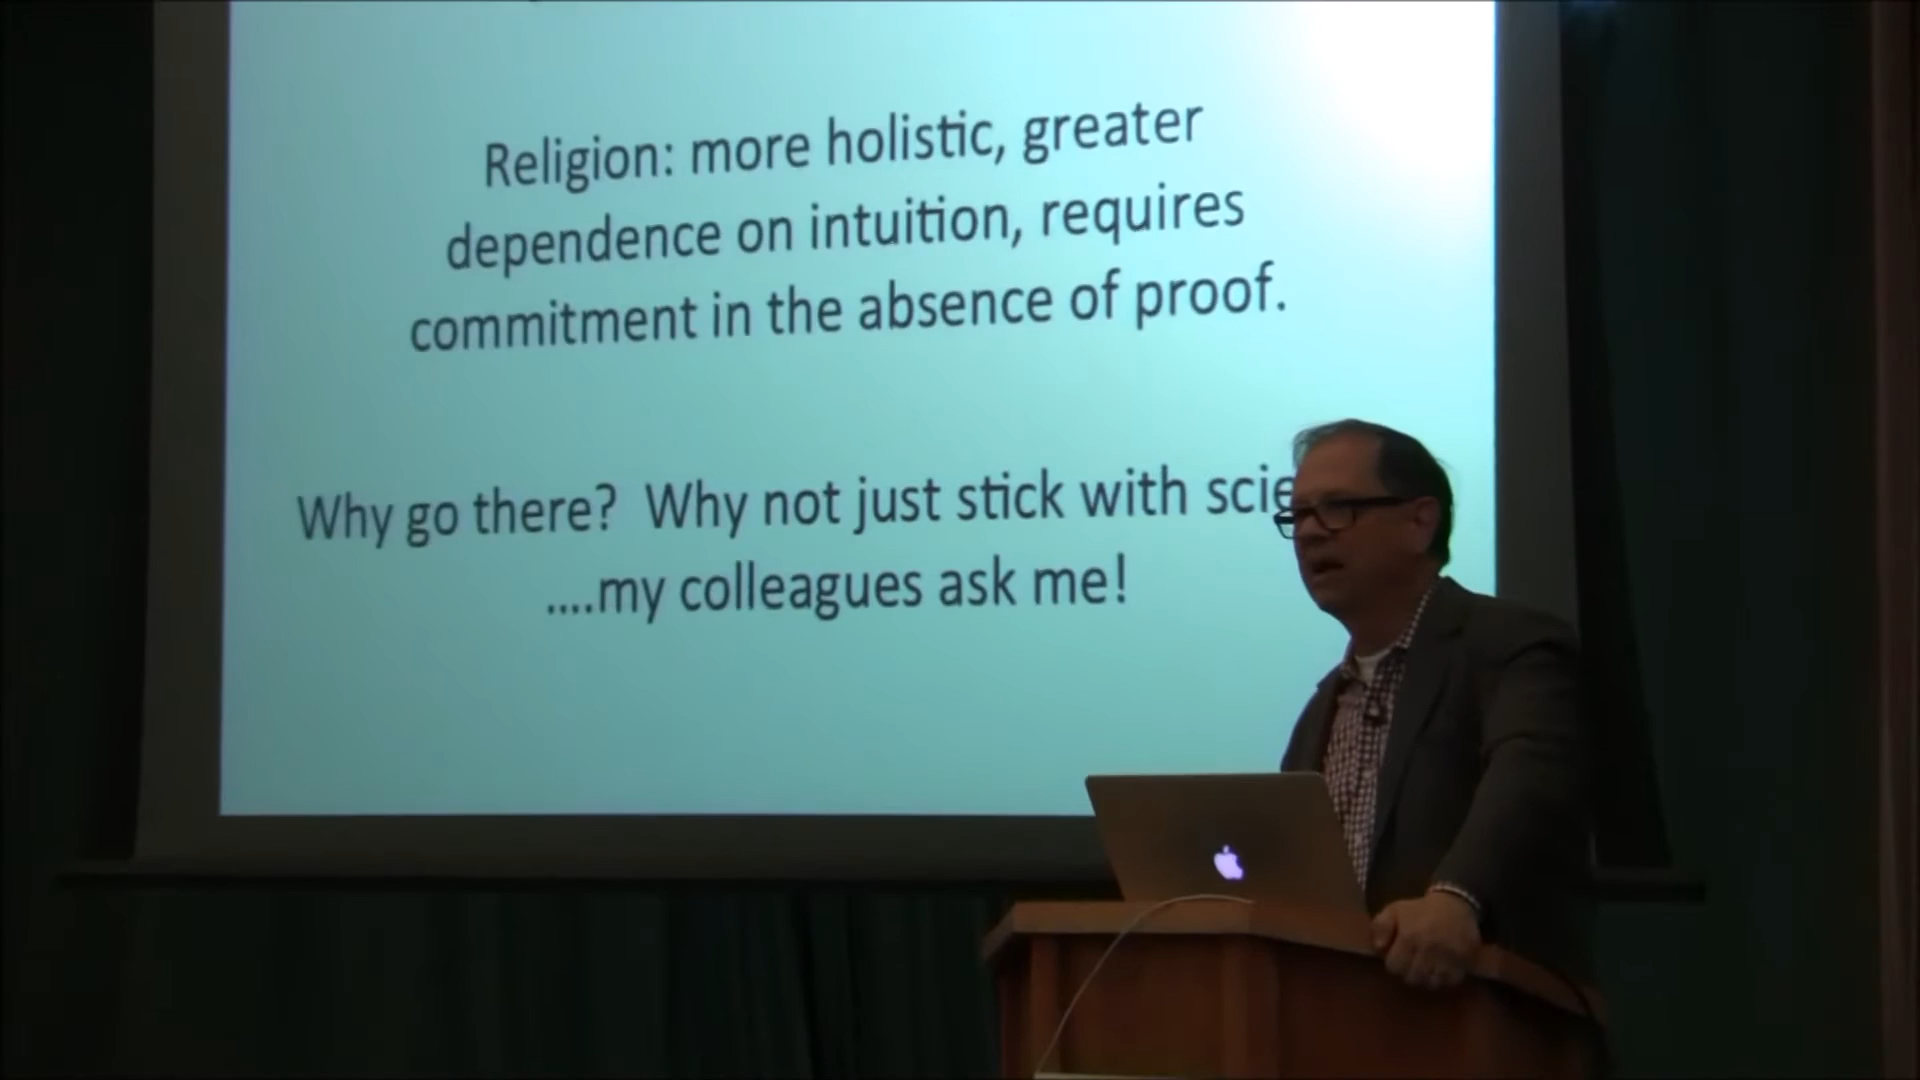 Religion: more holistic, greater
dependence on intuition, requires
commitment in the absence of proof.
Why go there?  Why not just stick with scie
....my colleagues ask me!